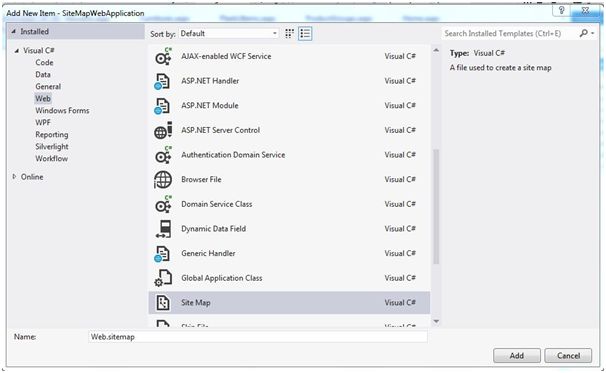 Add New Item - SiteMapWebApplication
Installed
Sort by: Default
Search Installed Templates (Ctrl+E)
Visual C#
Code
Data
General
Web
Windows Forms
WPF
Reporting
Silverlight
Workflow
Online
AJAX-enabled WCF Service Visual C#
ASP.NET Handler Visual C#
ASP.NET Module Visual C#
ASP.NET Server Control Visual C#
Authentication Domain Service Visual C#
Browser File Visual C#
Domain Service Class Visual C#
Dynamic Data Field Visual C#
Generic Handler Visual C#
Global Application Class Visual C#
Site Map Visual C#
Skin File Visual C#
Type: Visual C#
A file used to create a site map
Name: Web.sitemap
Add Cancel